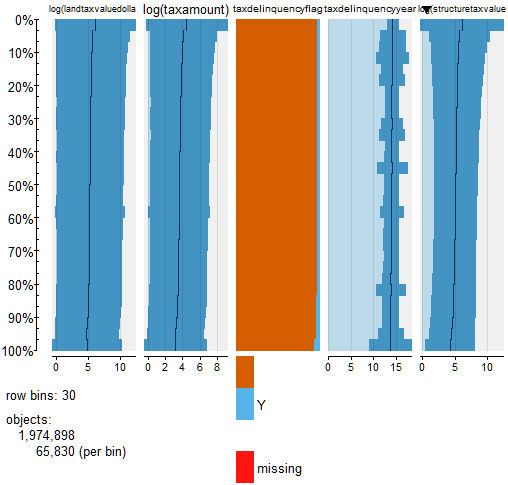 log(landtaxvaluedolla
log(taxamount)
taxdelinquencyflag
taxdelinquencyyear
log(structuretaxvalue
0%
10%
20%
30%
40%
50%
60%
70%
80%
90%
100%
0 5 10
0 2 4 6 8
0 5 10 15
0 5 10
row bins: 30
objects:
1,974,898
65,830 (per bin)
Y
missing